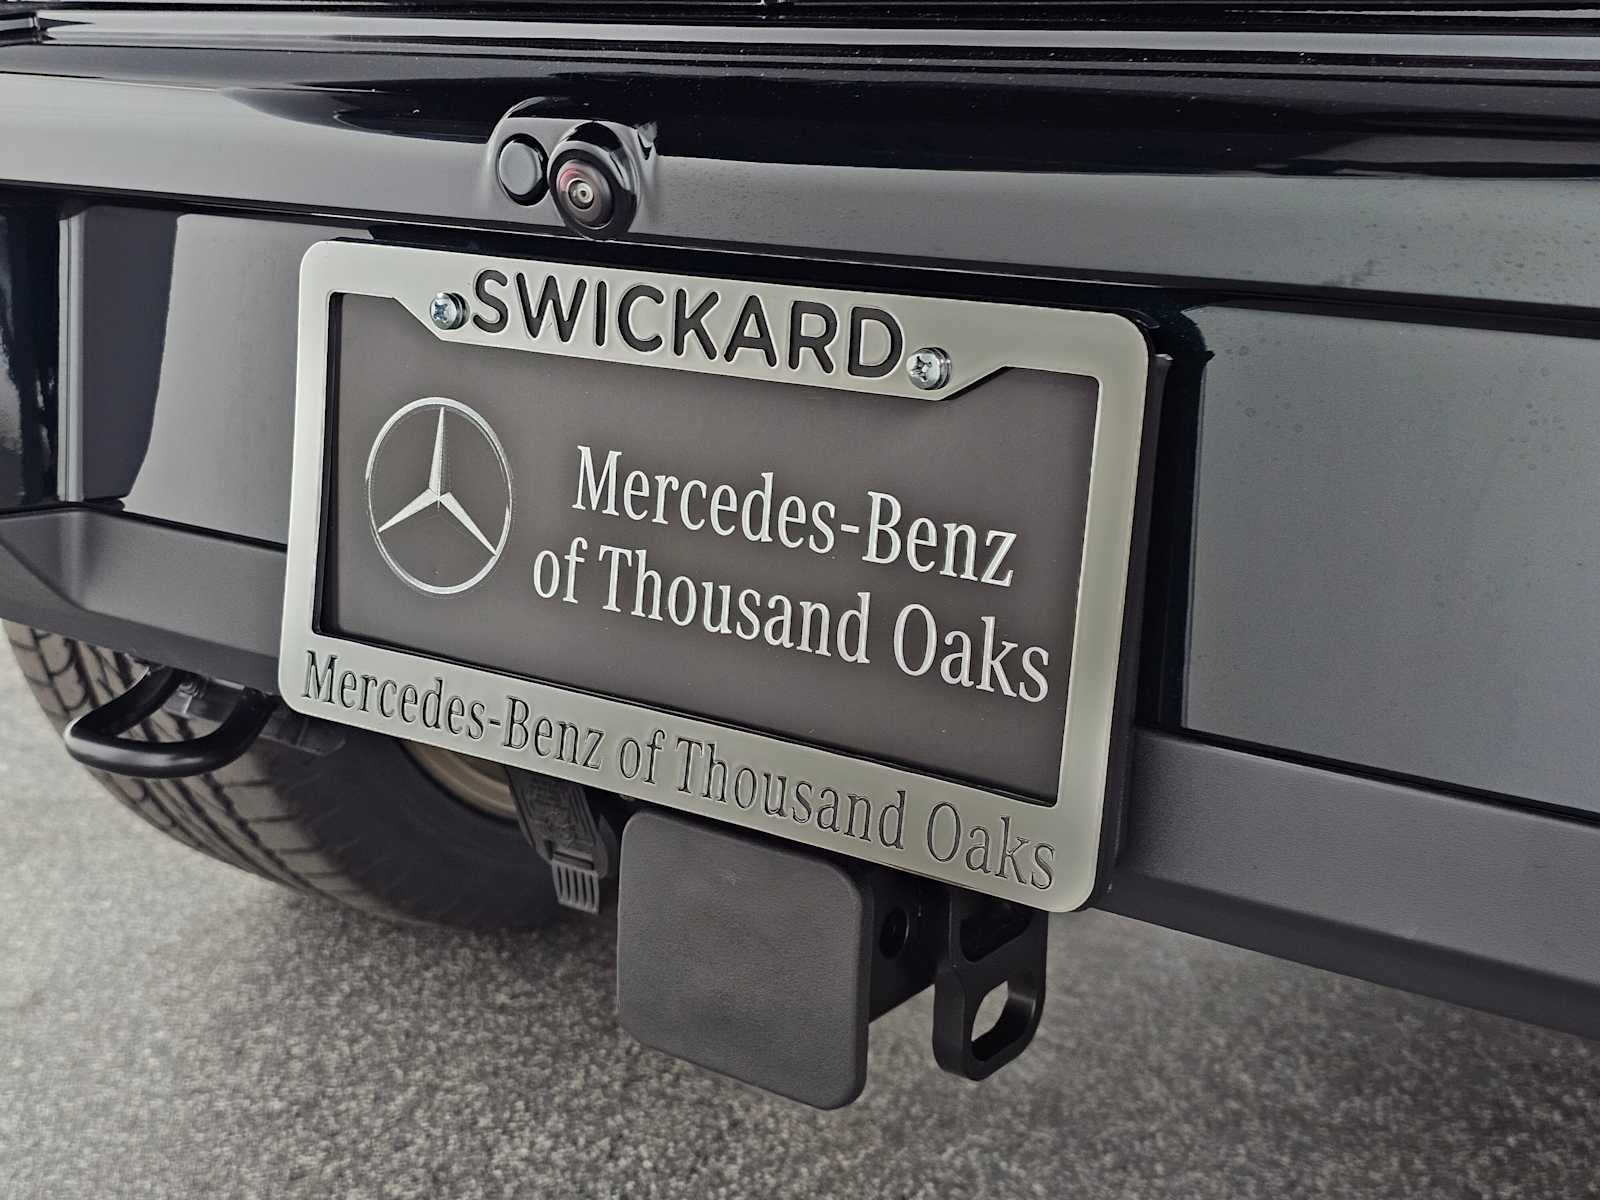 SWICKARD
Mercedes-Benz
of Thousand Oaks
Mercedes-Benz of Thousand Oaks